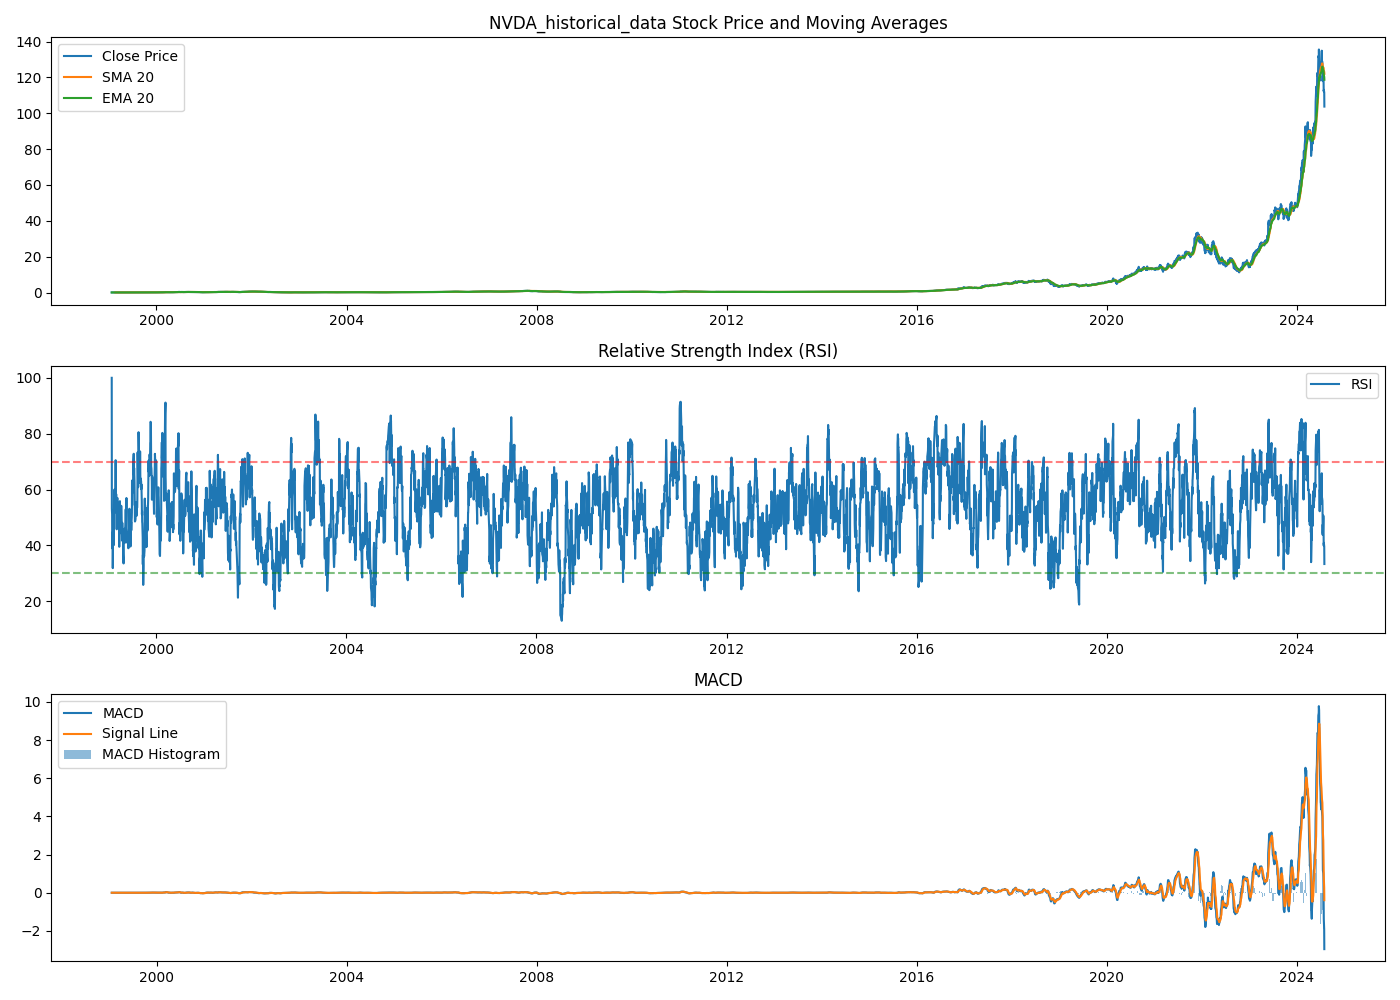 NVDA_historical_data Stock Price and Moving Averages
140
120
100
80
60
40
20
0
Close Price
SMA 20
EMA 20
2000 2004 2008 2012 2016 2020 2024
Relative Strength Index (RSI)
100
80
60
40
20
RSI
2000 2004 2008 2012 2016 2020 2024
MACD
10
8
6
4
2
0
−2
MACD
Signal Line
MACD Histogram
2000 2004 2008 2012 2016 2020 2024